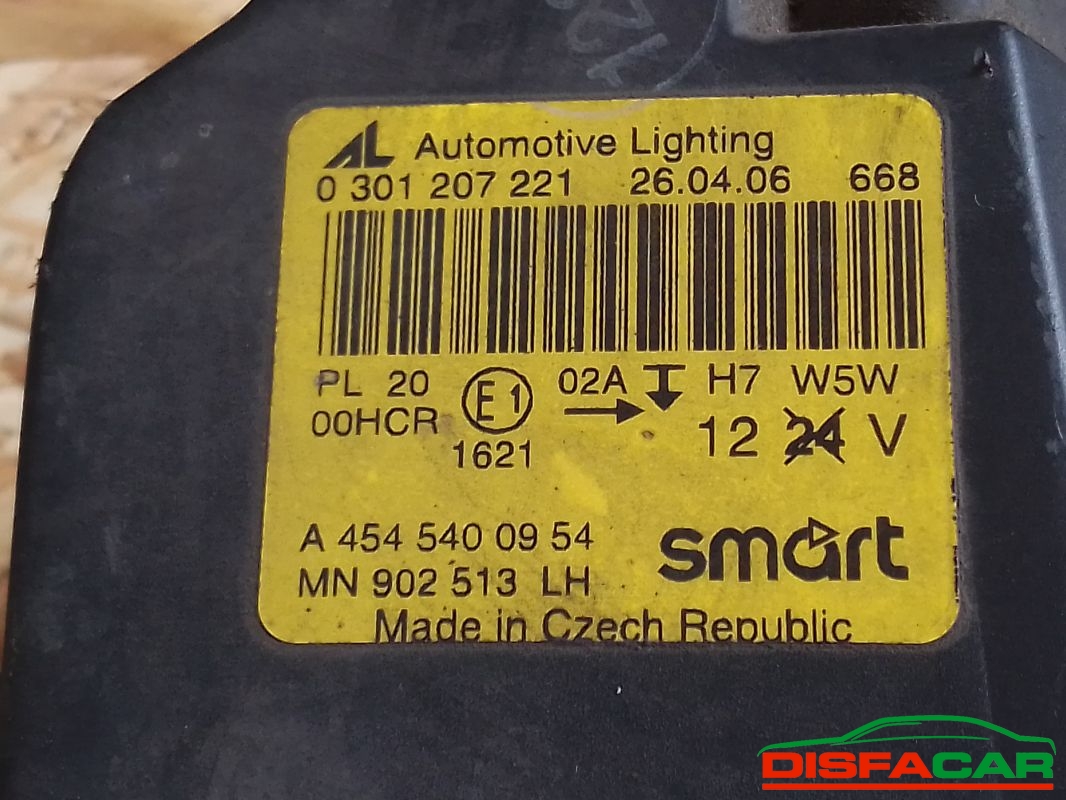 AL Automotive Lighting
0 301 207 221 26.04.06 668
PL 20 E1 02A H7 W5W
00HCR 1621 12 24 V
A 454 540 09 54 smart
MN 902 513 LH
Made in Czech Republic
DISFACAR